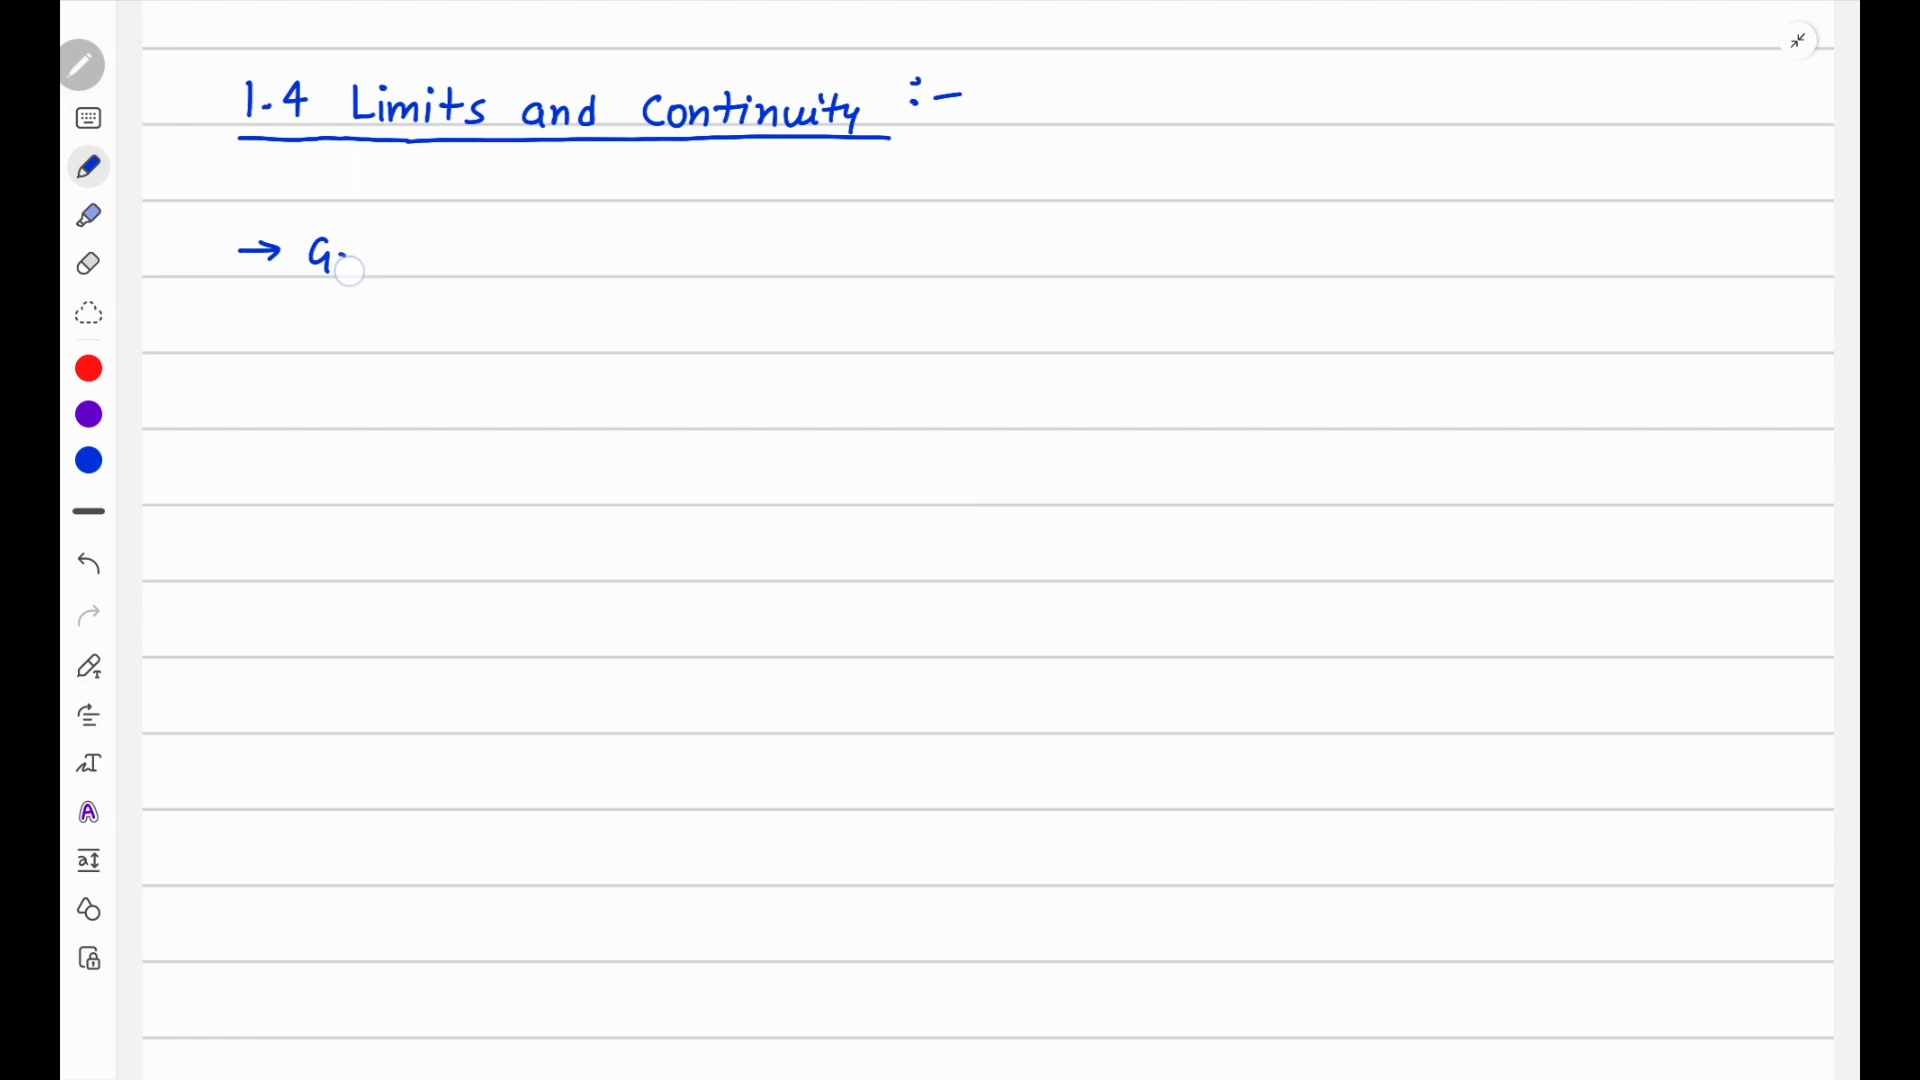 1.4 Limits and Continuity :-
→ G